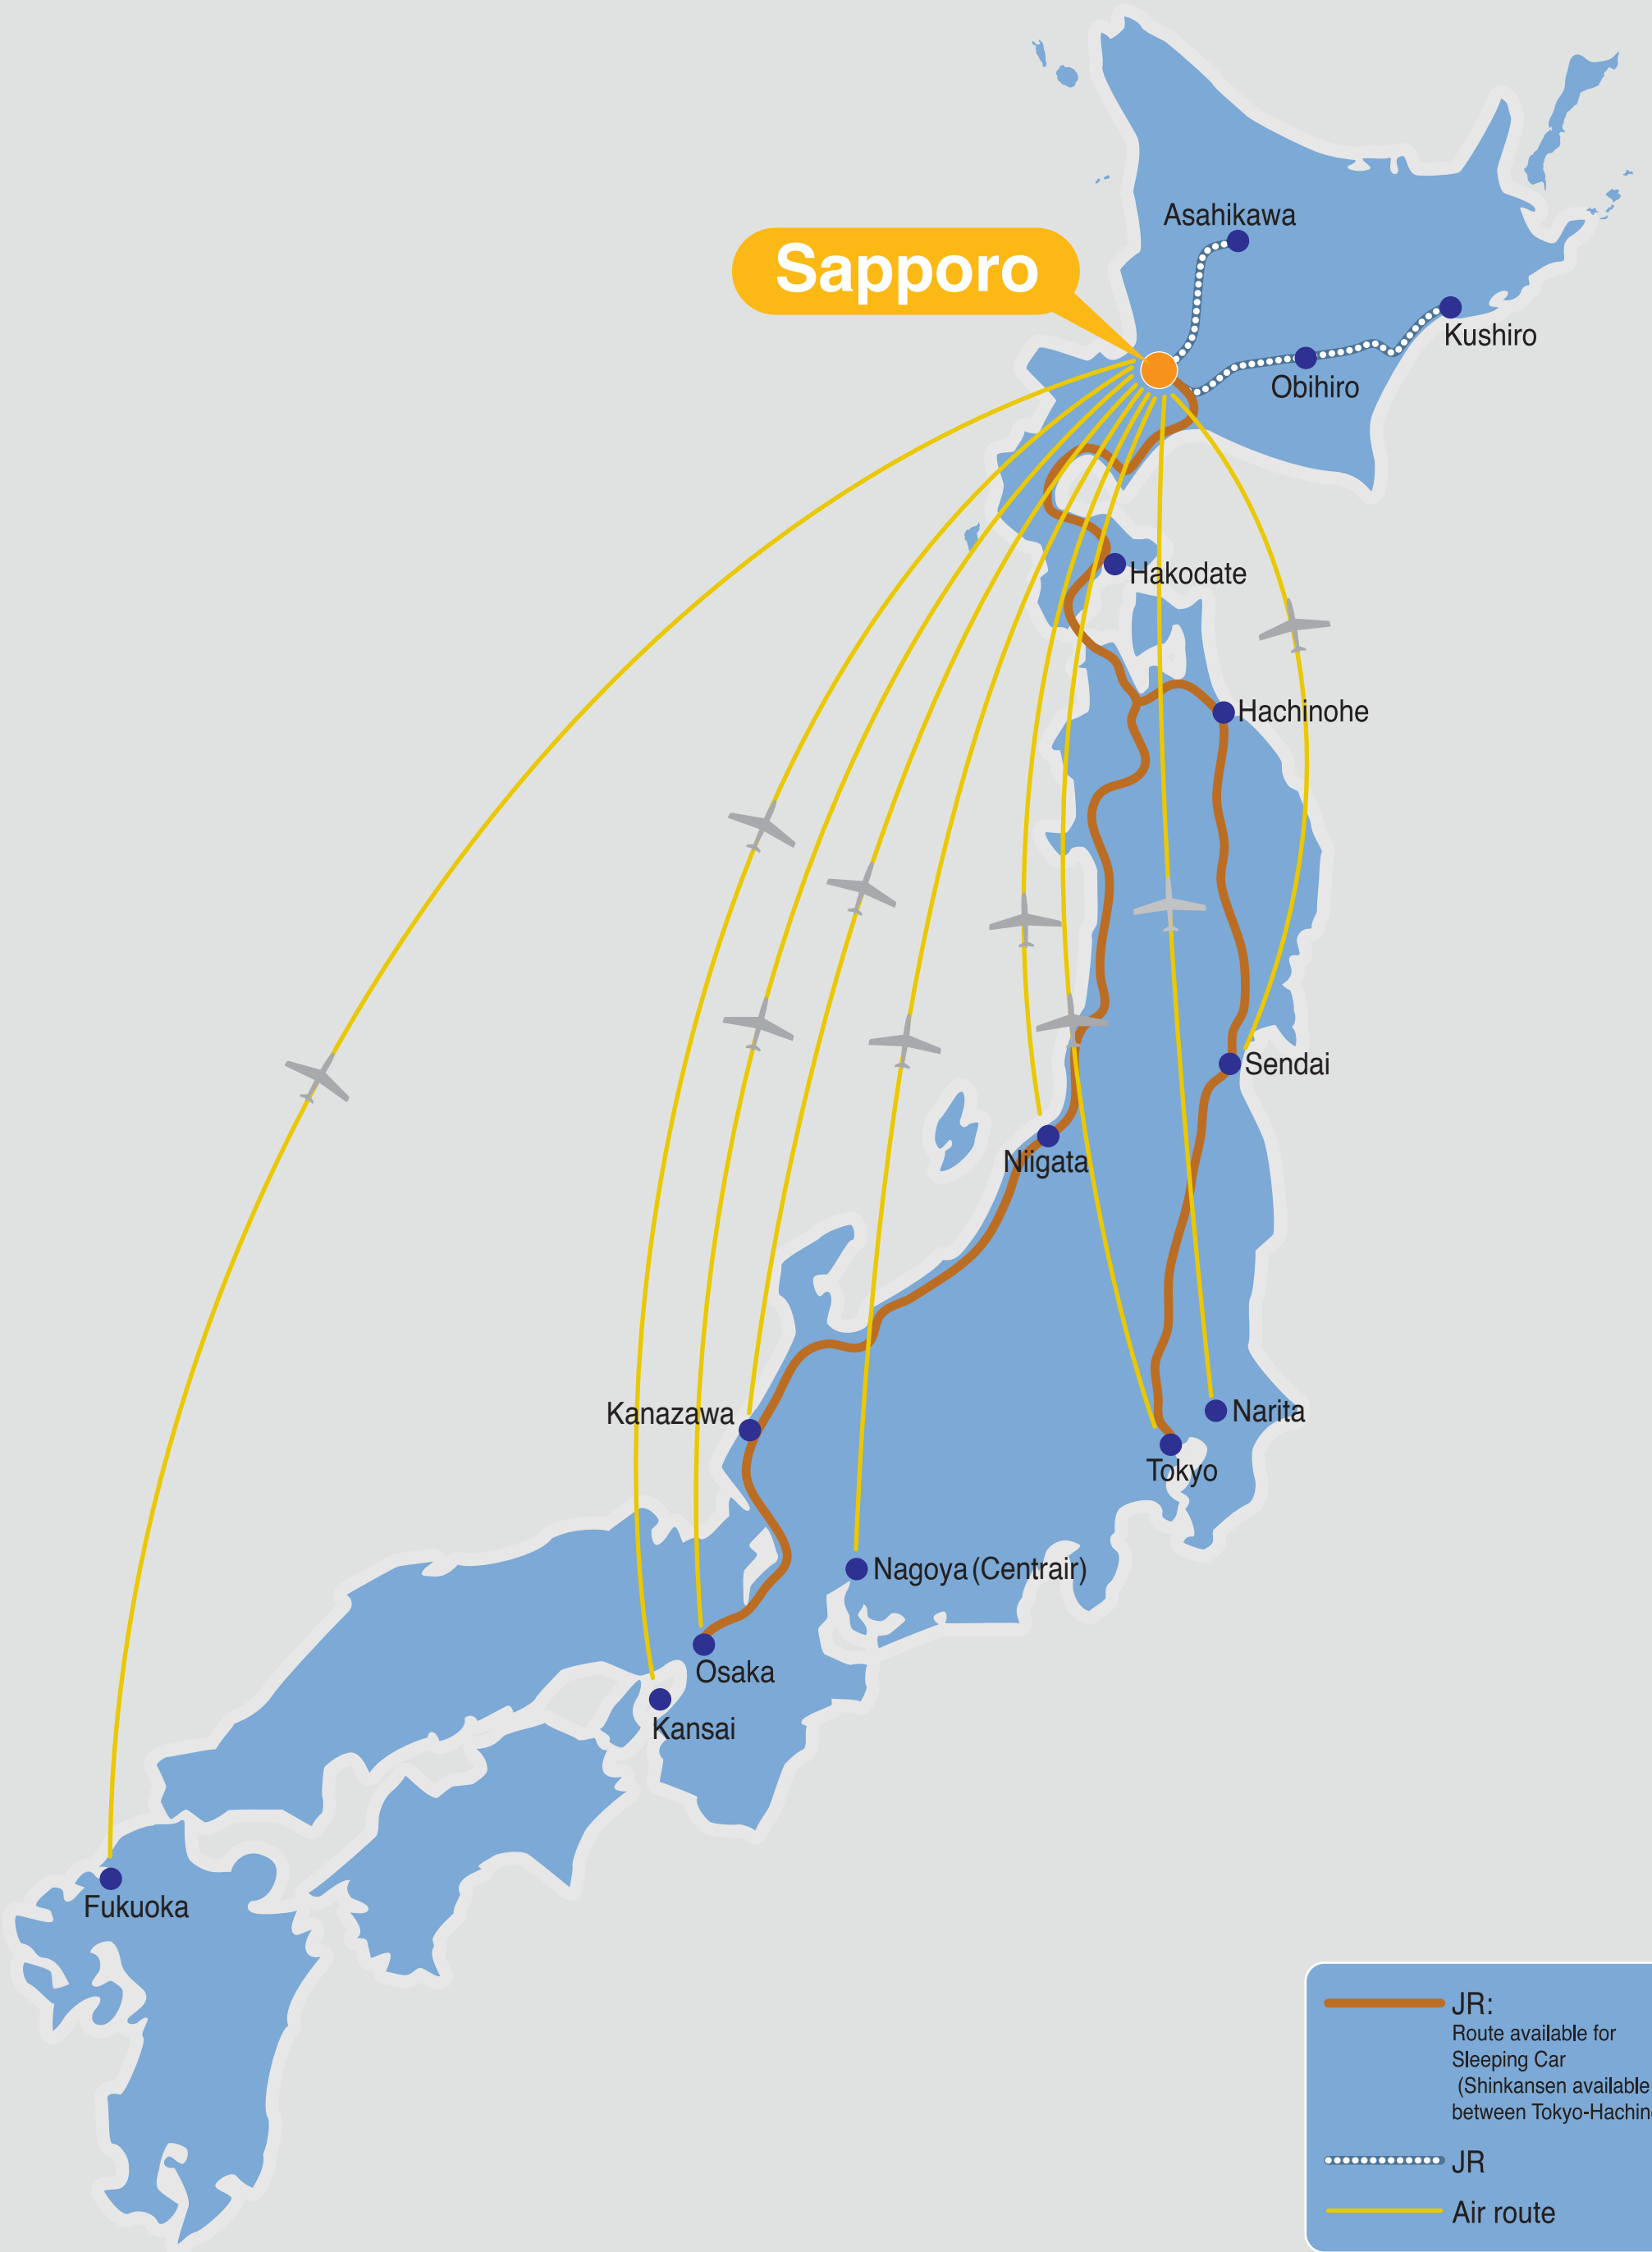 Asahikawa
Sapporo
Kushiro
Obihiro
Hakodate
Hachinohe
Sendai
Niigata
Kanazawa
Narita
Tokyo
Nagoya (Centrair)
Osaka
Kansai
Fukuoka
JR:
Route available for
Sleeping Car
(Shinkansen available
between
JR
Air route